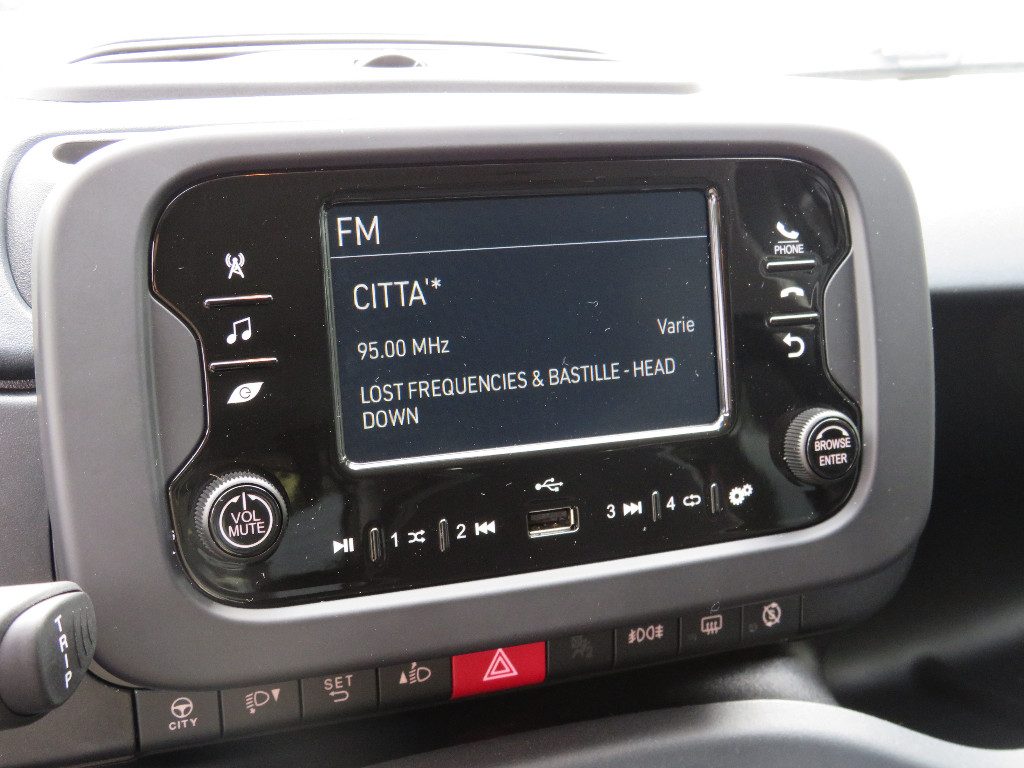 FM
CITTA'*
95.00 MHz
Varie
LOST FREQUENCIES & BASTILLE - HEAD
DOWN
PHONE
BROWSE
ENTER
VOL
MUTE
1
2
3
4
TRIP
CITY
SET